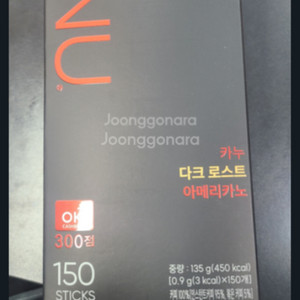 NU
Joonggonara
Joonggonara
카누
다크 로스트
아메리카노
OK
300점
150
STICKS
중량 : 135 g(450 kcal)
[0.9 g(3 kcal)×150개]